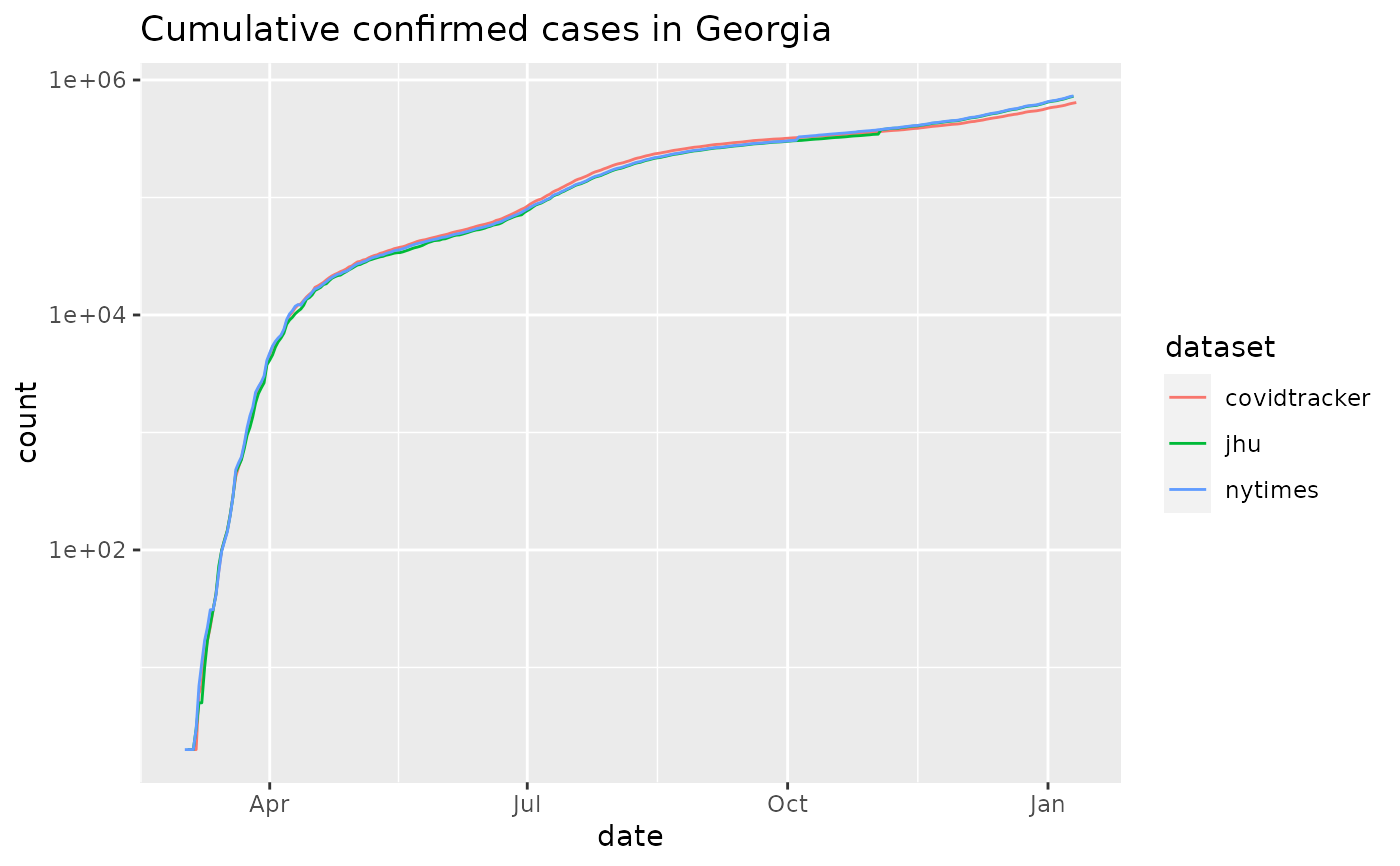 Cumulative confirmed cases in Georgia
1e+06
1e+04
1e+02
count
Apr
Jul
Oct
Jan
date
dataset
covidtracker
jhu
nytimes